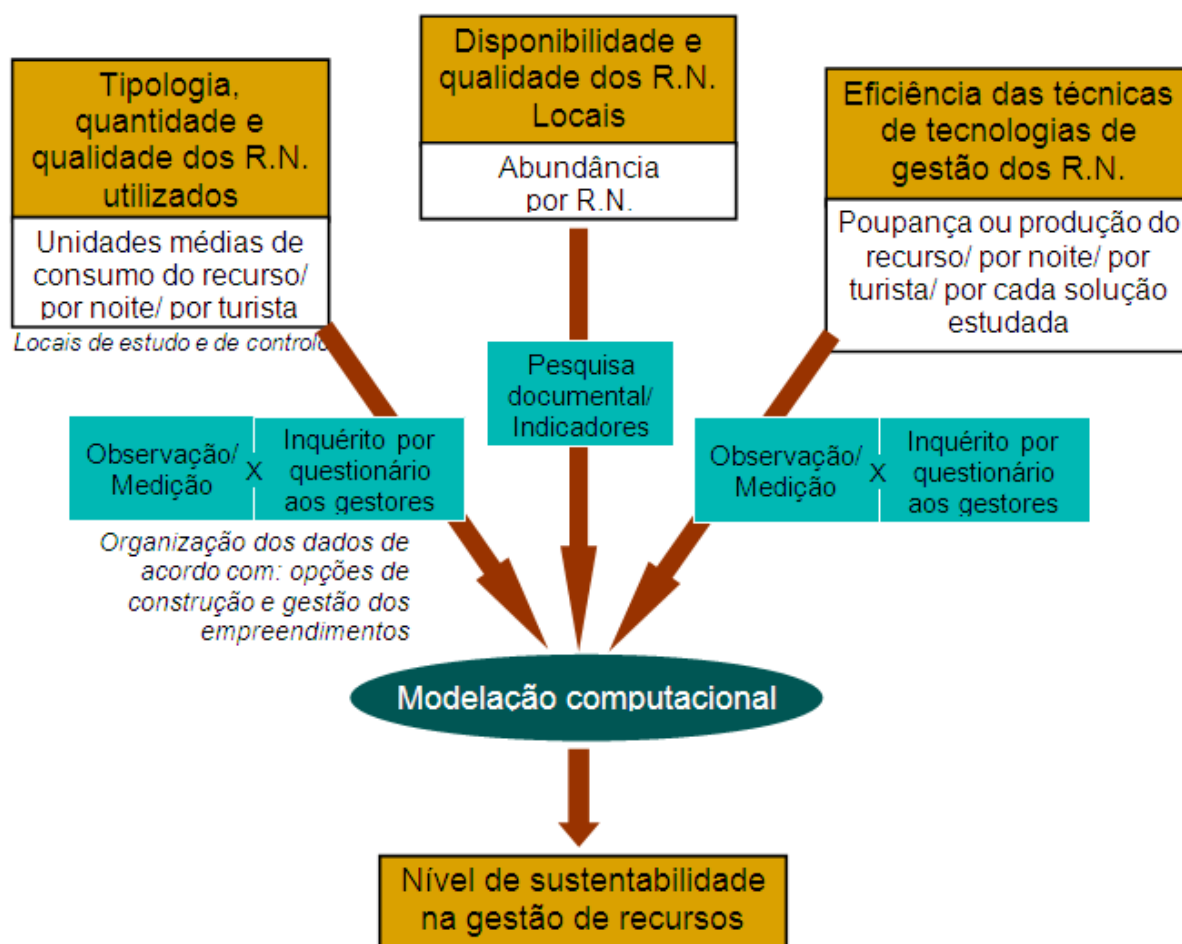 Tipologia,
quantidade e
qualidade dos R.N.
utilizados
Unidades médias de
consumo do recurso/
por noite/ por turista
Locais de estudo e de controlo
Disponibilidade e
qualidade dos R.N.
Locais
Abundância
por R.N.
Eficiência das técnicas
de tecnologias de
gestão dos R.N.
Poupança ou produção do
recurso/ por noite/ por
turista/ por cada solução
estudada
Observação/
Medição
X
Inquérito por
questionário
aos gestores
Pesquisa
documental/
Indicadores
Observação/
Medição
X
Inquérito por
questionário
aos gestores
Organização dos dados de
acordo com: opções de
construção e gestão dos
empreendimentos
Modelação computacional
Nível de sustentabilidade
na gestão de recursos